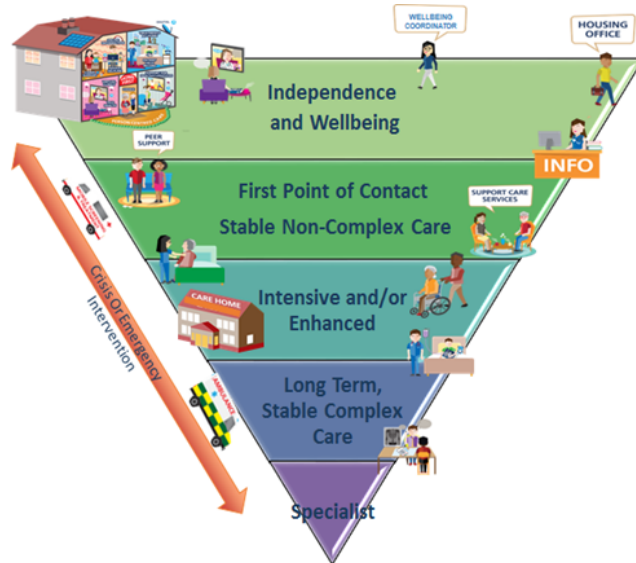 WELLBEING
COORDINATOR
HOUSING
OFFICE
Independence
and Wellbeing
PEER
SUPPORT
INFO
First Point of Contact
Stable Non-Complex Care
SUPPORT CARE
SERVICES
Intensive and/or
Enhanced
CARE HOME
Crisis Or Emergency
Intervention
AMBULANCE
Long Term,
Stable Complex
Care
Specialist